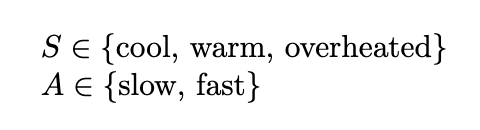 S ∈ {cool, warm, overheated}
A ∈ {slow, fast}